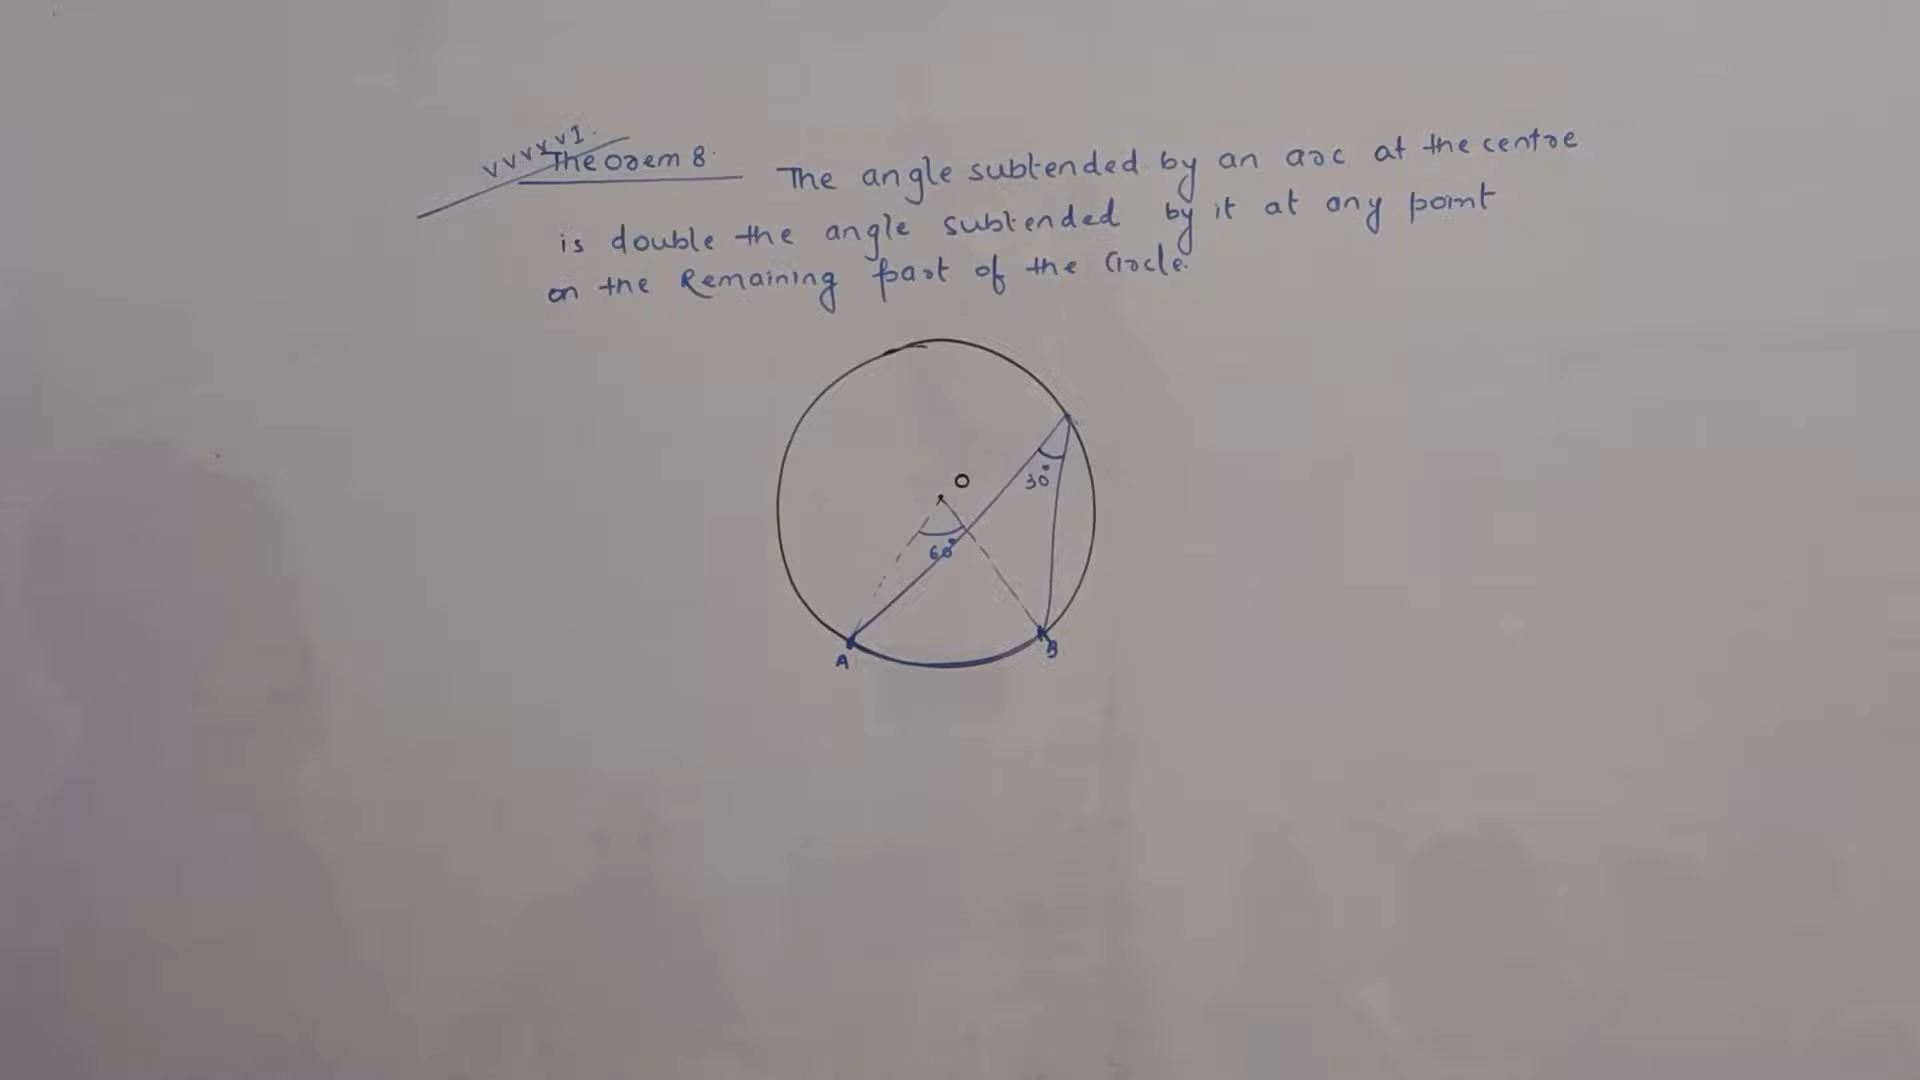 VVVVVI.
Theorem 8. The angle subtended by an arc at the centre
is double the angle subtended by it at any point
on the Remaining part of the Circle.
O
30°
60°
A
B